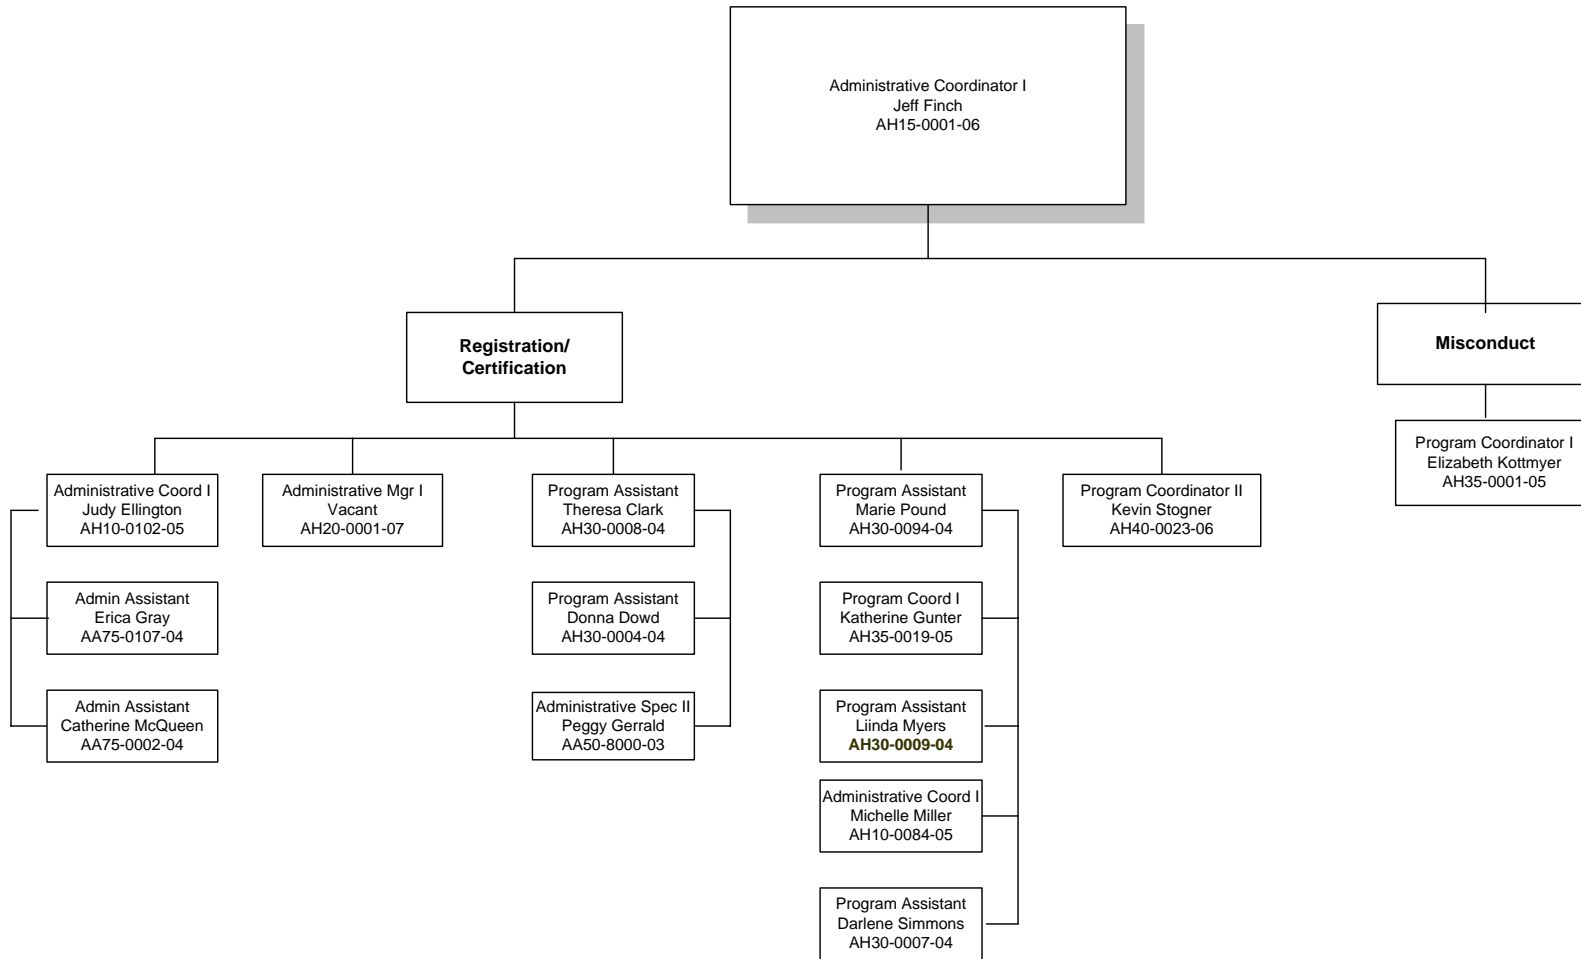 Administrative Coordinator I
Jeff Finch
AH15-0001-06
Registration/
Certification
Misconduct
Program Coordinator I
Elizabeth Kottmyer
AH35-0001-05
Administrative Coord I
Judy Ellington
AH10-0102-05
Admin Assistant
Erica Gray
AA75-0107-04
Admin Assistant
Catherine McQueen
AA75-0002-04
Administrative Mgr I
Vacant
AH20-0001-07
Program Assistant
Theresa Clark
AH30-0008-04
Program Assistant
Donna Dowd
AH30-0004-04
Administrative Spec II
Peggy Gerrald
AA50-8000-03
Program Assistant
Marie Pound
AH30-0094-04
Program Coord I
Katherine Gunter
AH35-0019-05
Program Assistant
Liinda Myers
AH30-0009-04
Administrative Coord I
Michelle Miller
AH10-0084-05
Program Assistant
Darlene Simmons
AH30-0007-04
Program Coordinator II
Kevin Stogner
AH40-0023-06